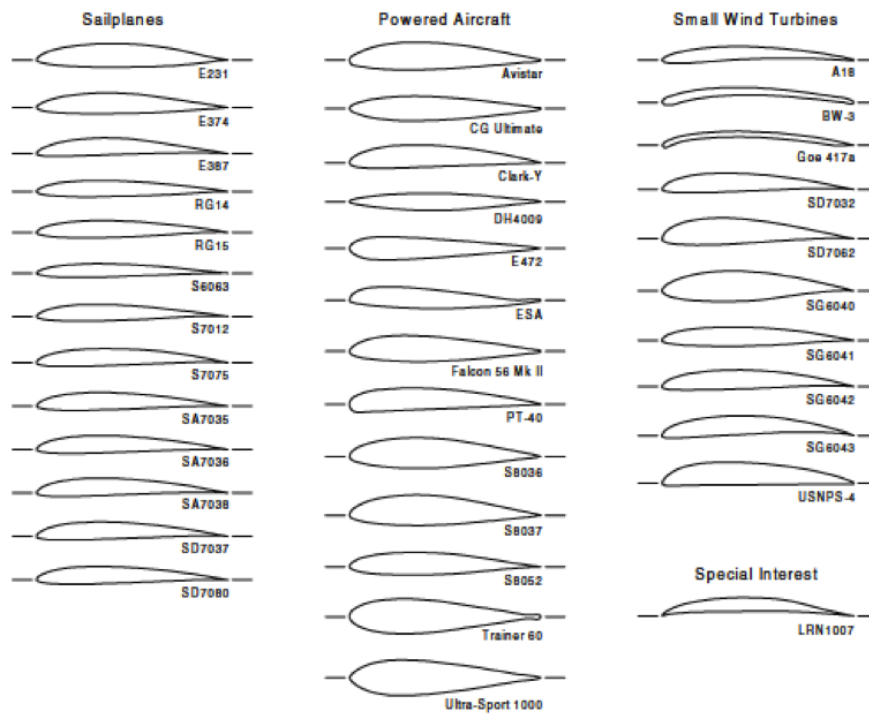 Sailplanes
E231
E374
E387
RG14
RG15
S6063
S7012
S7075
SA7035
SA7036
SA7038
SD7037
SD7080
Powered Aircraft
Avistar
CG Ultimate
Clark-Y
DH4009
E472
ESA
Falcon 56 Mk II
PT-40
S8036
S8037
S8052
Trainer 60
Ultra-Sport 1000
Small Wind Turbines
A18
BW-3
Goe 417a
SD7032
SD7062
SG6040
SG6041
SG6042
SG6043
USNPS-4
Special Interest
LRN1007